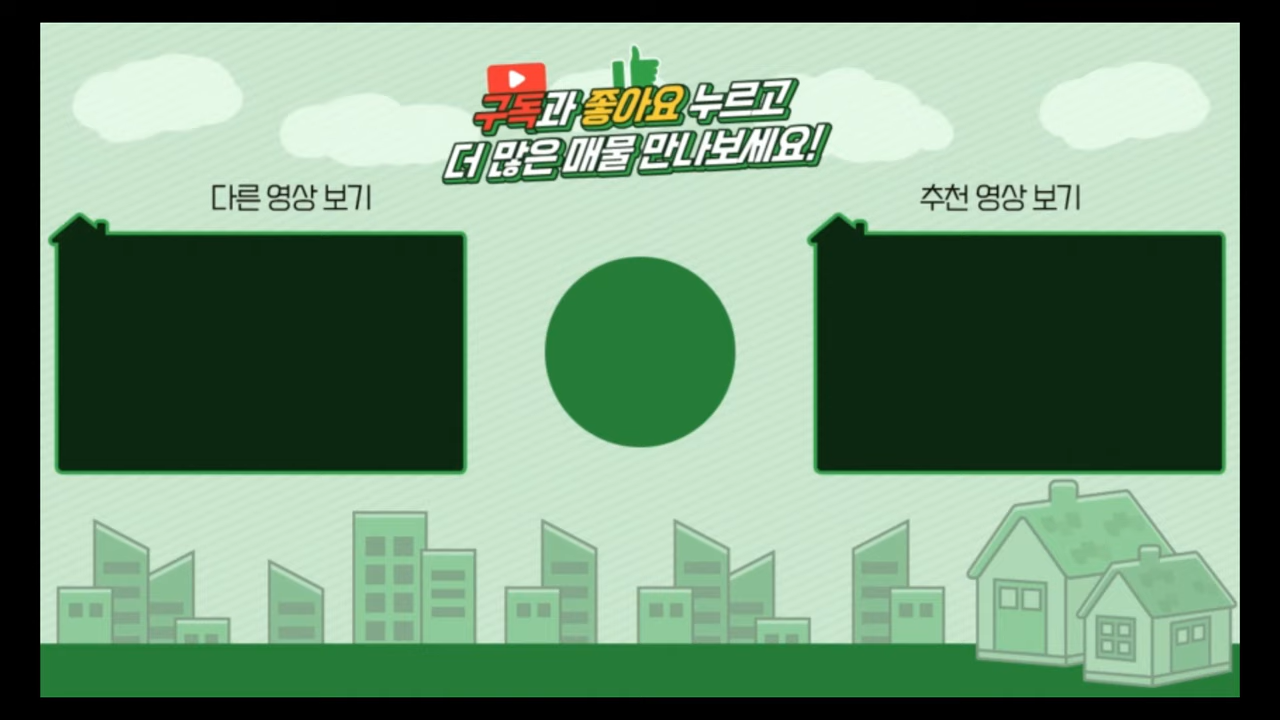 구독과 좋아요 누르고
더 많은 매물 만나보세요!
다른 영상 보기
추천 영상 보기